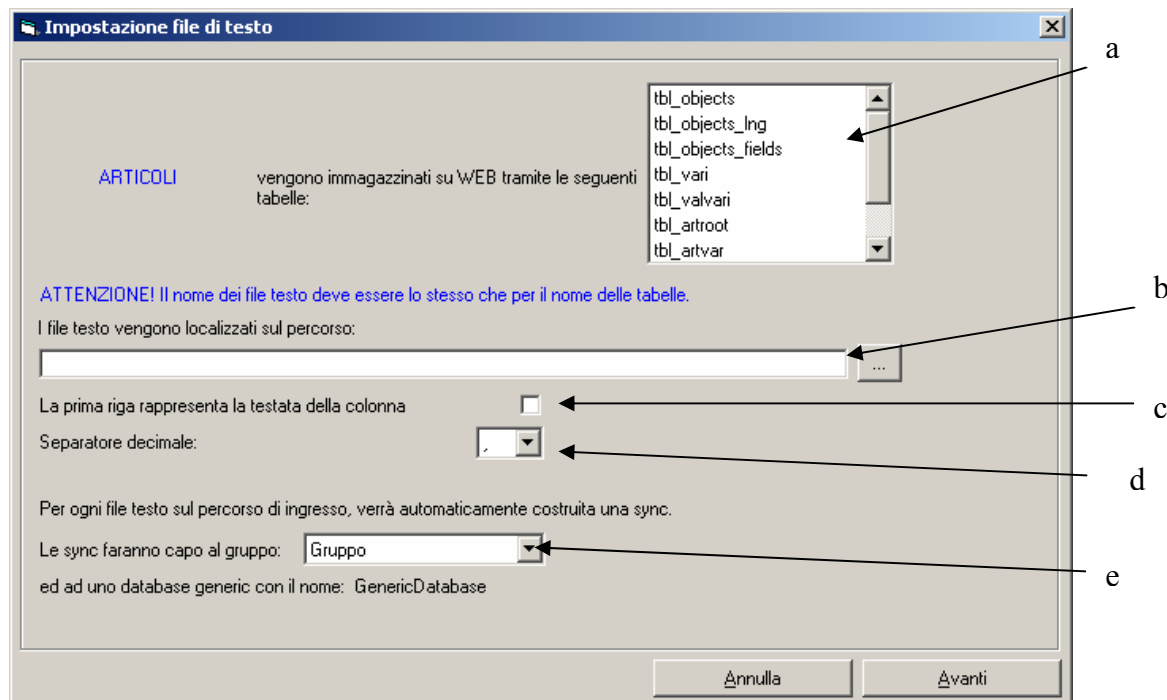 Impostazione file di testo
a
tbl_objects
tbl_objects_lng
tbl_objects_fields
tbl_vari
tbl_valvari
tbl_artroot
tbl_artvar
ARTICOLI
vengono immagazzinati su WEB tramite le seguenti
tabelle:
ATTENZIONE! Il nome dei file testo deve essere lo stesso che per il nome delle tabelle.
b
I file testo vengono localizzati sul percorso:
...
La prima riga rappresenta la testata della colonna
c
Separatore decimale:
,
d
Per ogni file testo sul percorso di ingresso, verrà automaticamente costruita una sync.
Le sync faranno capo al gruppo:
Gruppo
e
ed ad uno database generic con il nome: GenericDatabase
Annulla
Avanti